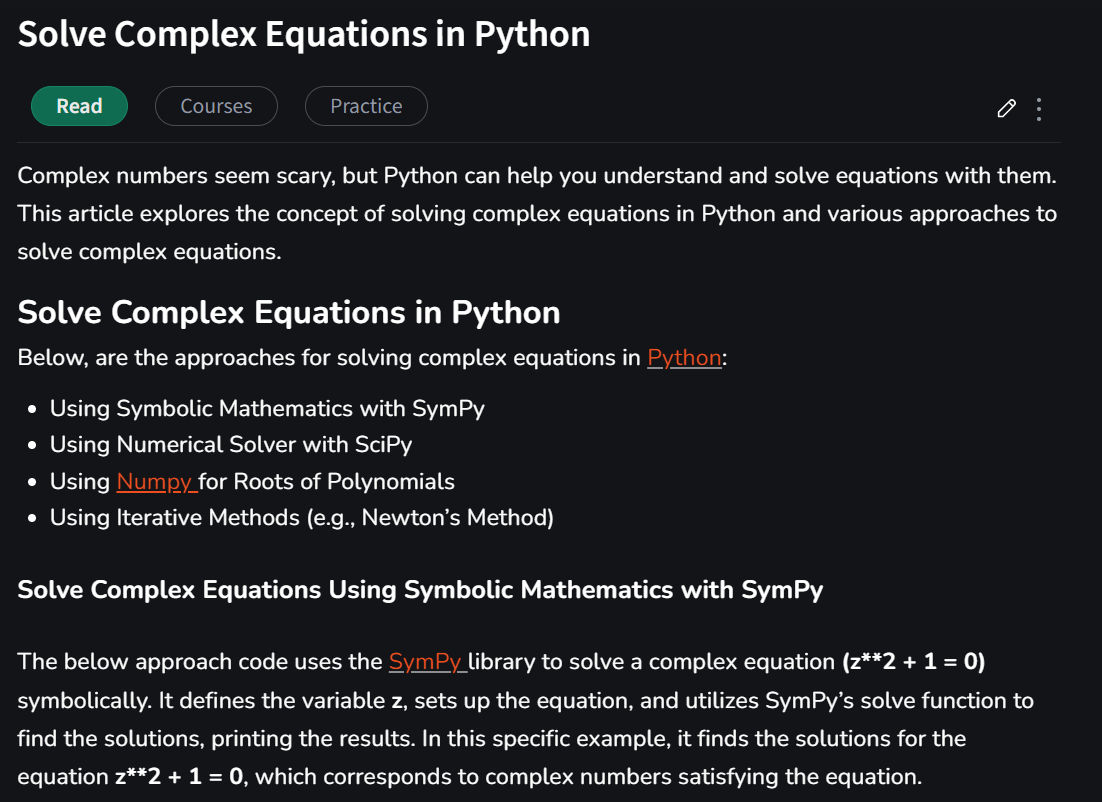 Solve Complex Equations in Python
Read Courses Practice
Complex numbers seem scary, but Python can help you understand and solve equations with them.
This article explores the concept of solving complex equations in Python and various approaches to
solve complex equations.
Solve Complex Equations in Python
Below, are the approaches for solving complex equations in Python:
• Using Symbolic Mathematics with SymPy
• Using Numerical Solver with SciPy
• Using Numpy for Roots of Polynomials
• Using Iterative Methods (e.g., Newton’s Method)
Solve Complex Equations Using Symbolic Mathematics with SymPy
The below approach code uses the SymPy library to solve a complex equation (z**2 + 1 = 0)
symbolically. It defines the variable z, sets up the equation, and utilizes SymPy’s solve function to
find the solutions, printing the results. In this specific example, it finds the solutions for the
equation z**2 + 1 = 0, which corresponds to complex numbers satisfying the equation.